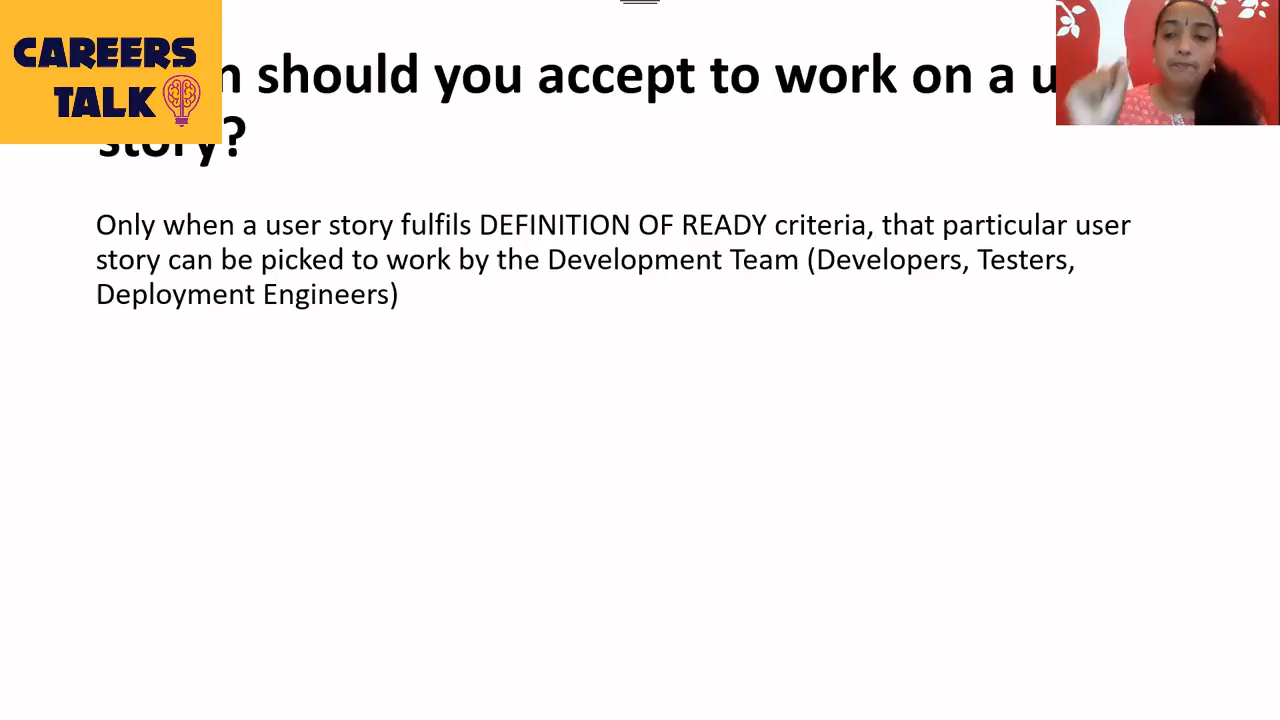 CAREERS
TALK
should you accept to work on a
story?
Only when a user story fulfils DEFINITION OF READY criteria, that particular user
story can be picked to work by the Development Team (Developers, Testers,
Deployment Engineers)